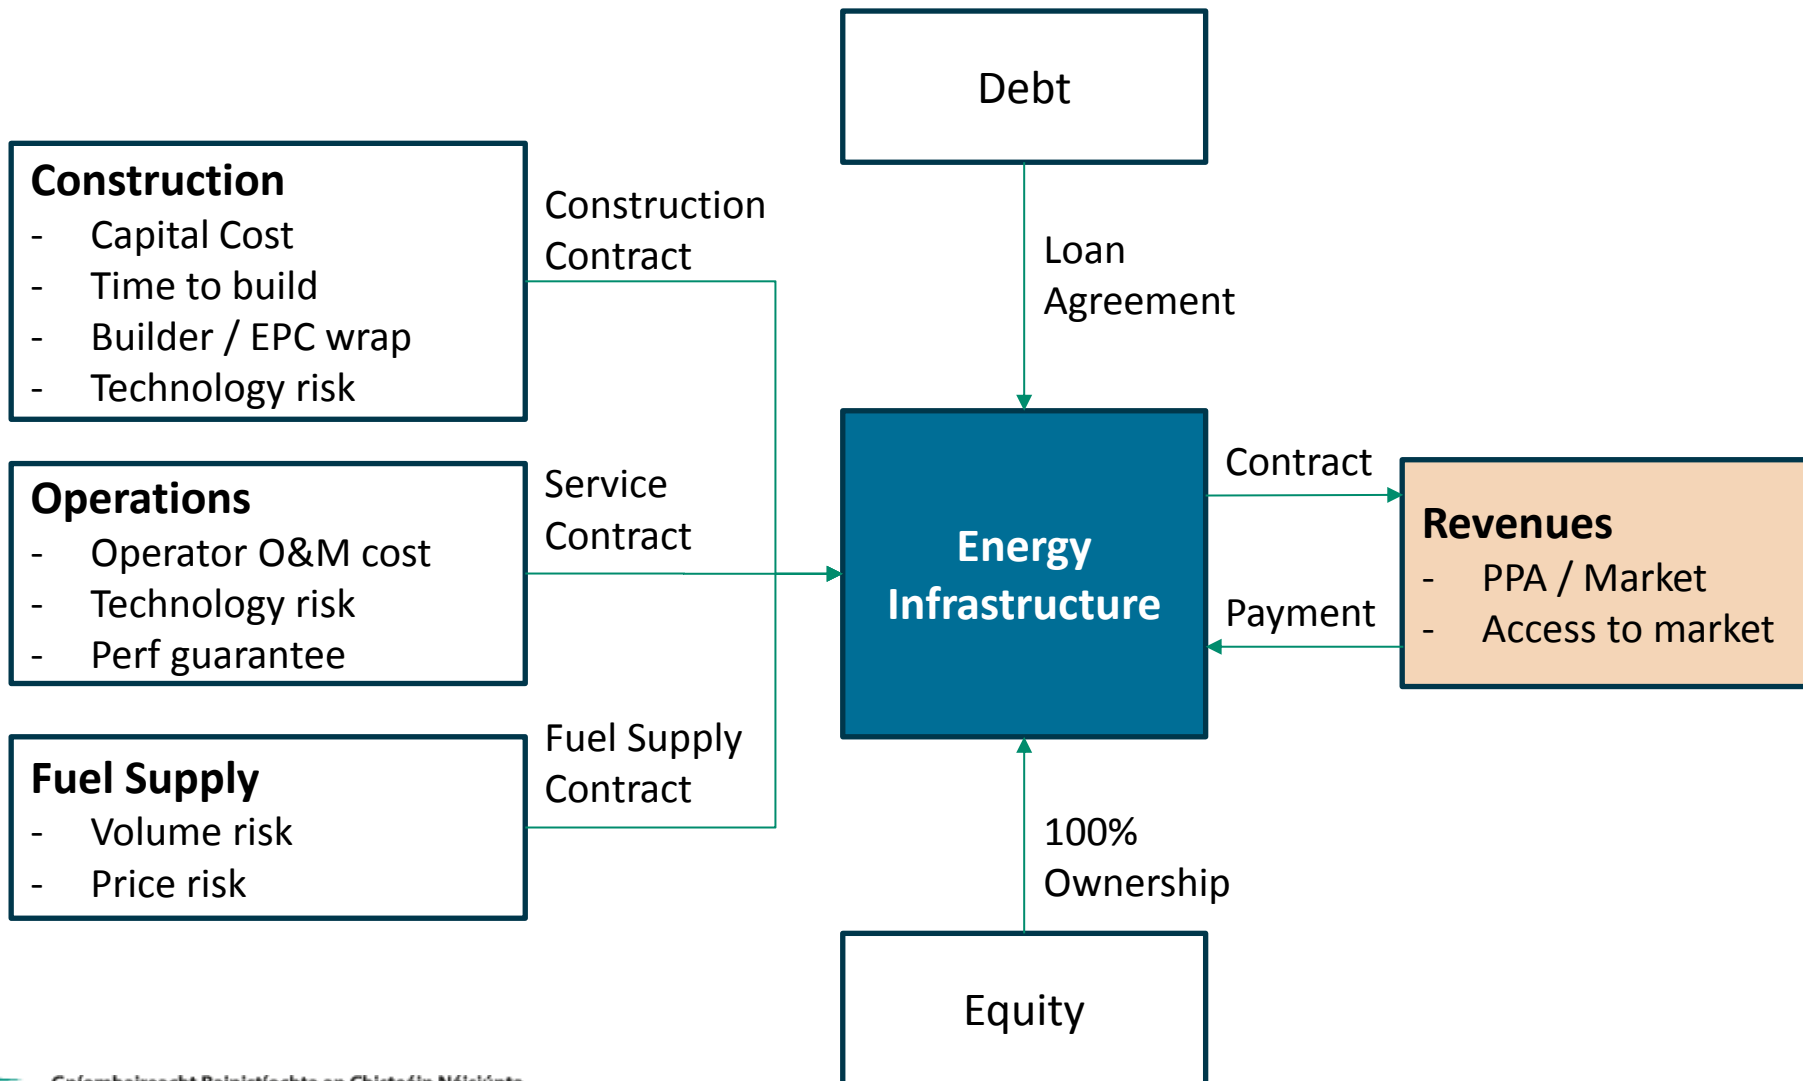 Debt
Construction
- Capital Cost
- Time to build
- Builder / EPC wrap
- Technology risk
Construction
Contract
Loan
Agreement
Operations
- Operator O&M cost
- Technology risk
- Perf guarantee
Service
Contract
Energy
Infrastructure
Contract
Payment
Revenues
- PPA / Market
- Access to market
Fuel Supply
- Volume risk
- Price risk
Fuel Supply
Contract
100%
Ownership
Equity